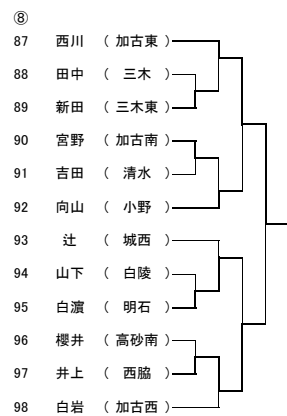 ⑧
87 西川 （ 加古東 ）
88 田中 （ 三木 ）
89 新田 （ 三木東 ）
90 宮野 （ 加古南 ）
91 吉田 （ 清水 ）
92 向山 （ 小野 ）
93 辻 （ 城西 ）
94 山下 （ 白陵 ）
95 白濵 （ 明石 ）
96 櫻井 （ 高砂南 ）
97 井上 （ 西脇 ）
98 白岩 （ 加古西 ）